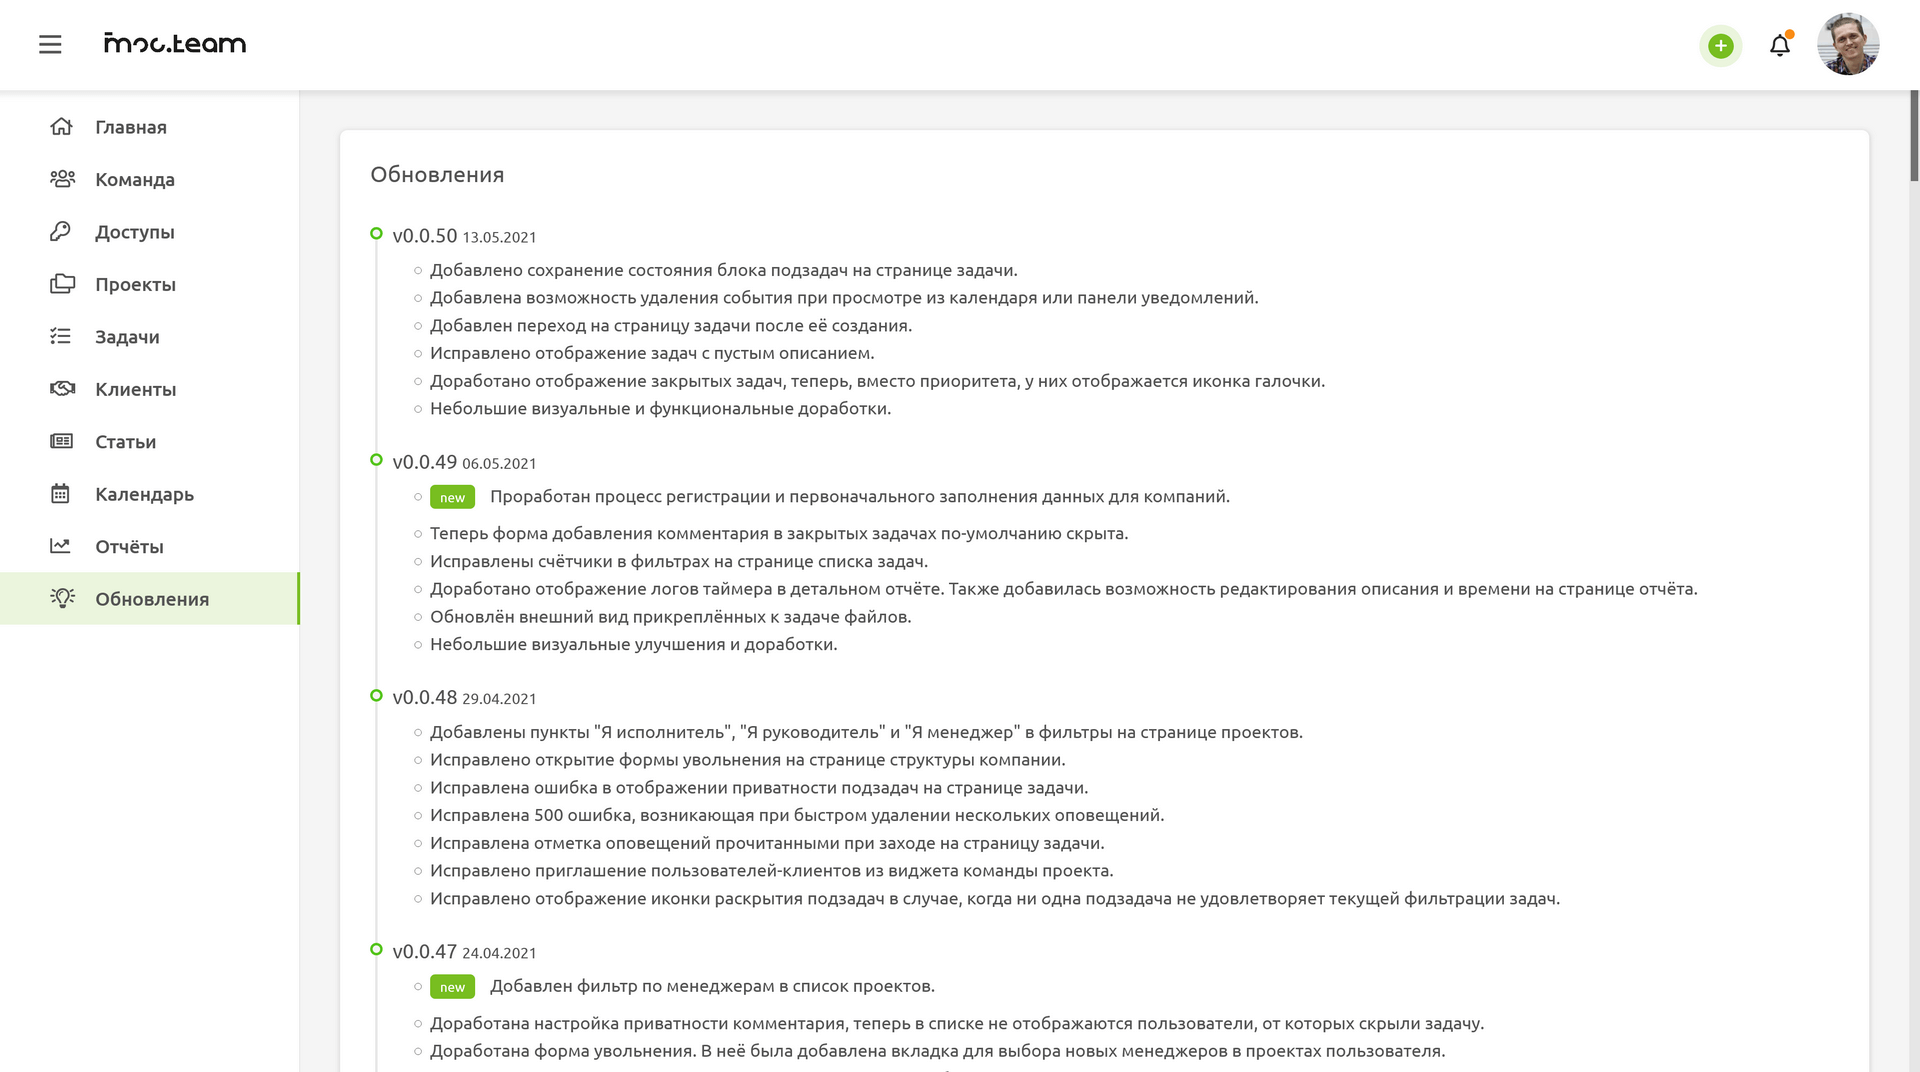 moc.team
Главная
Команда
Доступы
Проекты
Задачи
Клиенты
Статьи
Календарь
Отчёты
Обновления
Обновления
v0.0.50 13.05.2021
Добавлено сохранение состояния блока подзадач на странице задачи.
Добавлена возможность удаления события при просмотре из календаря или панели уведомлений.
Добавлен переход на страницу задачи после её создания.
Исправлено отображение задач с пустым описанием.
Доработано отображение закрытых задач, теперь, вместо приоритета, у них отображается иконка галочки.
Небольшие визуальные и функциональные доработки.
v0.0.49 06.05.2021
new Проработан процесс регистрации и первоначального заполнения данных для компаний.
Теперь форма добавления комментария в закрытых задачах по-умолчанию скрыта.
Исправлены счётчики в фильтрах на странице списка задач.
Доработано отображение логов таймера в детальном отчёте. Также добавилась возможность редактирования описания и времени на странице отчёта.
Обновлён внешний вид прикреплённых к задаче файлов.
Небольшие визуальные улучшения и доработки.
v0.0.48 29.04.2021
Добавлены пункты "Я исполнитель", "Я руководитель" и "Я менеджер" в фильтры на странице проектов.
Исправлено открытие формы увольнения на странице структуры компании.
Исправлена ошибка в отображении приватности подзадач на странице задачи.
Исправлена 500 ошибка, возникающая при быстром удалении нескольких оповещений.
Исправлена отметка оповещений прочитанными при заходе на страницу задачи.
Исправлено приглашение пользователей-клиентов из виджета команды проекта.
Исправлено отображение иконки раскрытия подзадач в случае, когда ни одна подзадача не удовлетворяет текущей фильтрации задач.
v0.0.47 24.04.2021
new Добавлен фильтр по менеджерам в список проектов.
Доработана настройка приватности комментария, теперь в списке не отображаются пользователи, от которых скрыли задачу.
Доработана форма увольнения. В неё была добавлена вкладка для выбора новых менеджеров в проектах пользователя.